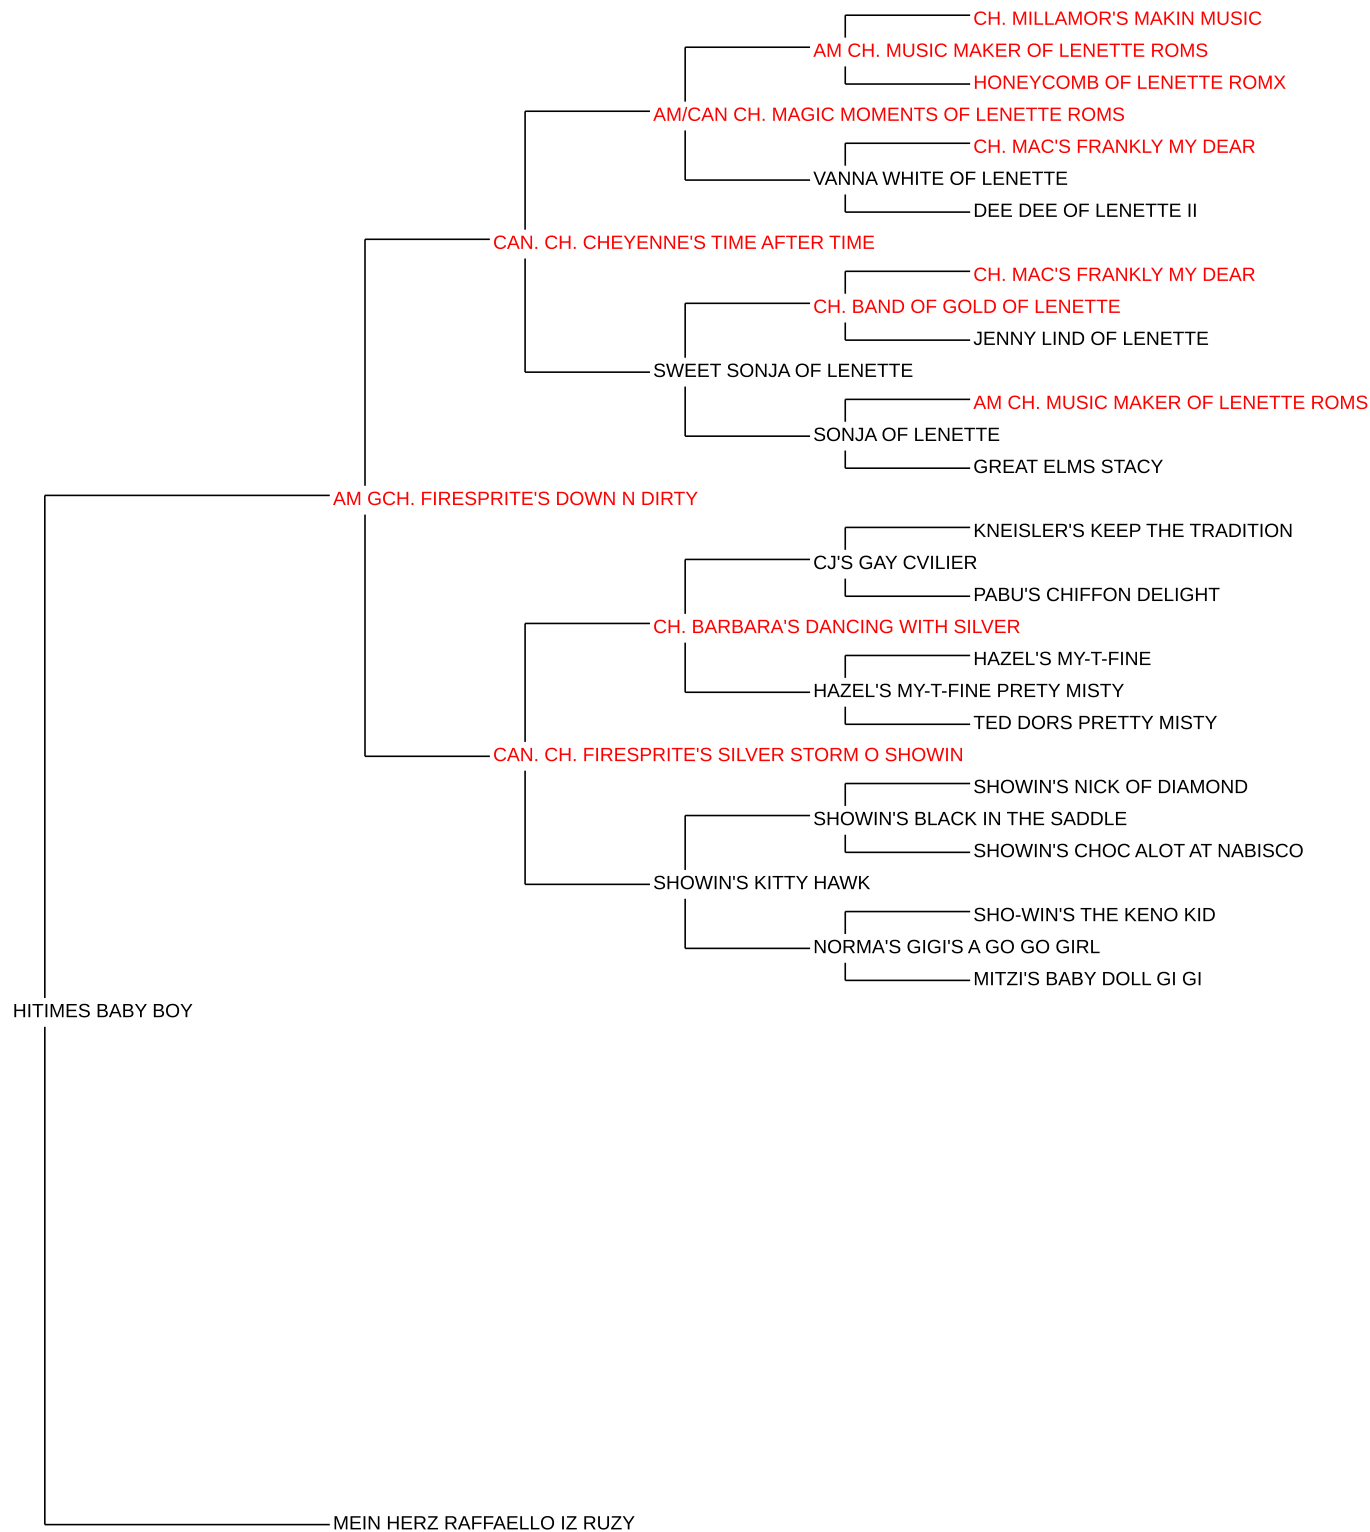 CH. MILLAMOR'S MAKIN MUSIC
AM CH. MUSIC MAKER OF LENETTE ROMS
HONEYCOMB OF LENETTE ROMX
AM/CAN CH. MAGIC MOMENTS OF LENETTE ROMS
CH. MAC'S FRANKLY MY DEAR
VANNA WHITE OF LENETTE
DEE DEE OF LENETTE II
CAN. CH. CHEYENNE'S TIME AFTER TIME
CH. MAC'S FRANKLY MY DEAR
CH. BAND OF GOLD OF LENETTE
JENNY LIND OF LENETTE
SWEET SONJA OF LENETTE
AM CH. MUSIC MAKER OF LENETTE ROMS
SONJA OF LENETTE
GREAT ELMS STACY
AM GCH. FIRESPRITE'S DOWN N DIRTY
KNEISLER'S KEEP THE TRADITION
CJ'S GAY CVILIER
PABU'S CHIFFON DELIGHT
CH. BARBARA'S DANCING WITH SILVER
HAZEL'S MY-T-FINE
HAZEL'S MY-T-FINE PRETY MISTY
TED DORS PRETTY MISTY
CAN. CH. FIRESPRITE'S SILVER STORM O SHOWIN
SHOWIN'S NICK OF DIAMOND
SHOWIN'S BLACK IN THE SADDLE
SHOWIN'S CHOC ALOT AT NABISCO
SHOWIN'S KITTY HAWK
SHO-WIN'S THE KENO KID
NORMA'S GIGI'S A GO GO GIRL
MITZI'S BABY DOLL GI GI
HITIMES BABY BOY
MEIN HERZ RAFFAELLO IZ RUZY